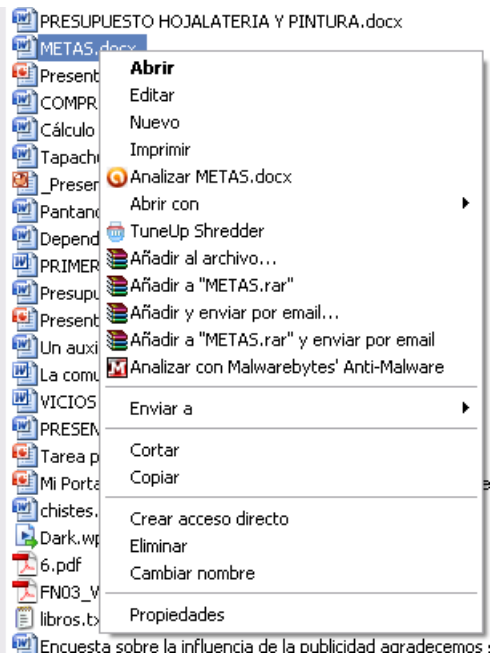 PRESUPUESTO HOJALATERIA Y PINTURA.docx
METAS.docx
Abrir
Present
Editar
COMPR
Nuevo
Cálculo
Imprimir
Tapach
Analizar METAS.docx
_Preser
Abrir con
Pantano
TuneUp Shredder
Depend
Añadir al archivo...
PRIMER
Añadir a "METAS.rar"
Presupu
Añadir y enviar por email...
Present
Añadir a "METAS.rar" y enviar por email
Un auxi
Analizar con Malwarebytes' Anti-Malware
La comu
VICIOS
Enviar a
PRESEN
Cortar
Tarea p
Copiar
Mi Porta
chistes.
Crear acceso directo
Dark.wp
Eliminar
6.pdf
Cambiar nombre
FN03_V
Propiedades
libros.tx
Encuesta sobre la influencia de la publicidad agradecemos s